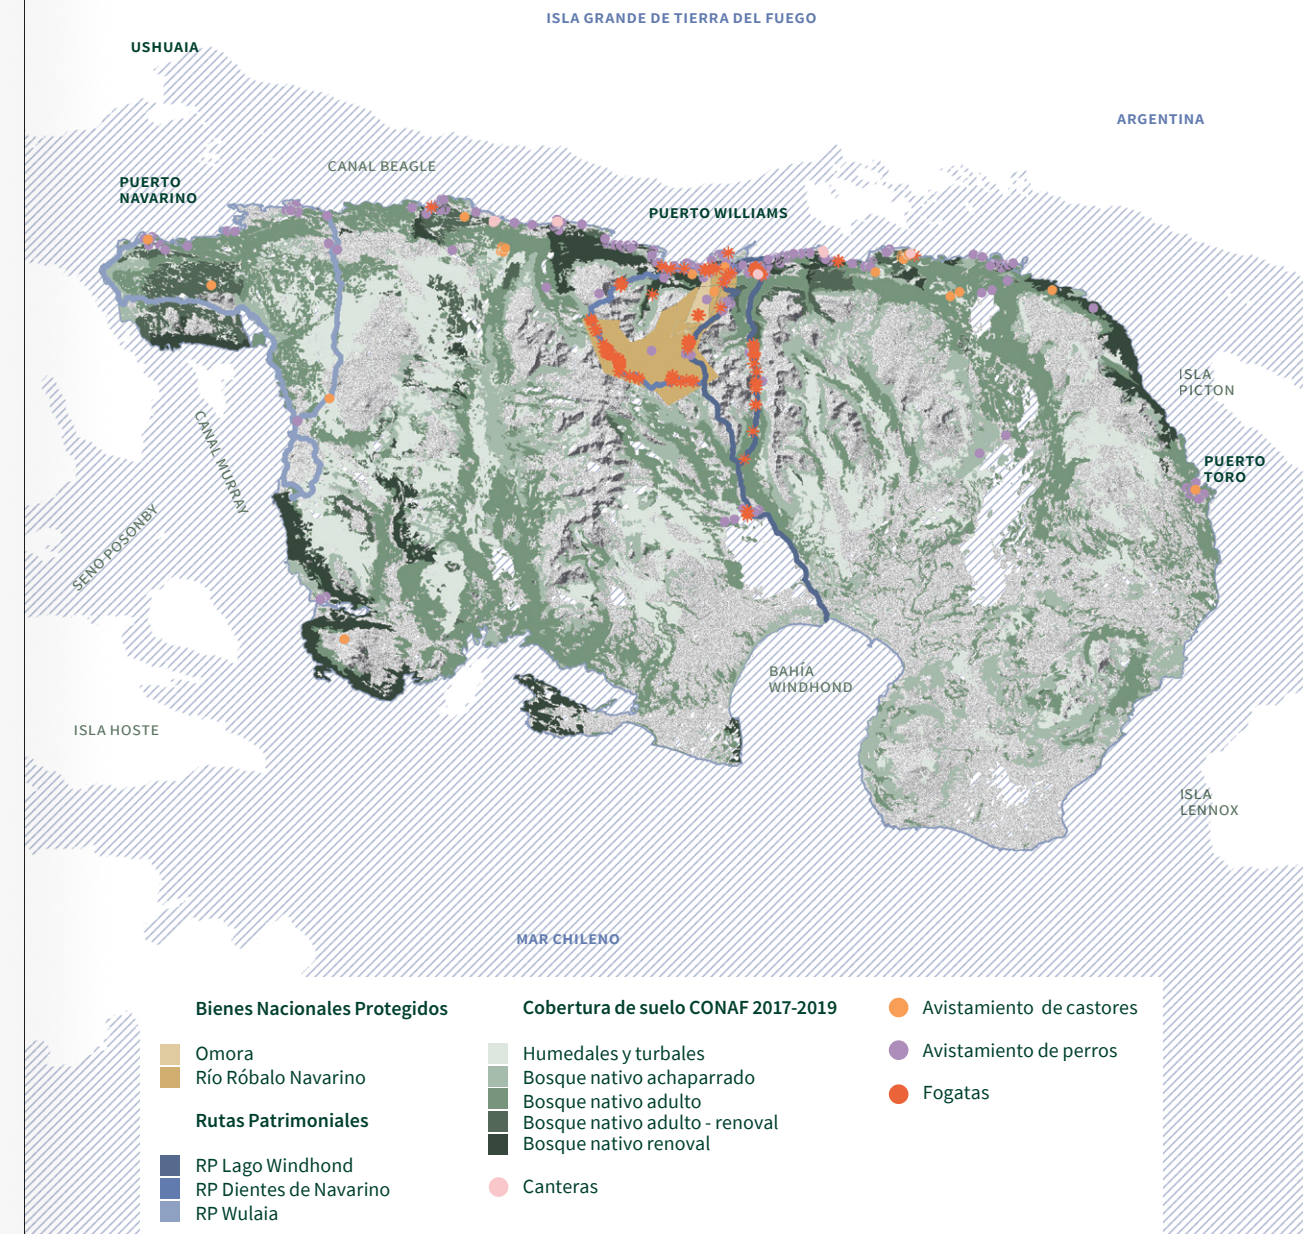 ISLA GRANDE DE TIERRA DEL FUEGO
USHUAIA
ARGENTINA
CANAL BEAGLE
PUERTO
NAVARINO
PUERTO WILLIAMS
ISLA
PICTON
CANAL MURRAY
PUERTO
TORO
SENO POSONBY
BAHÍA
WINDHOND
ISLA HOSTE
ISLA
LENNOX
MAR CHILENO
Bienes Nacionales Protegidos
Omora
Río Róbalo Navarino
Rutas Patrimoniales
RP Lago Windhond
RP Dientes de Navarino
RP Wulaia
Cobertura de suelo CONAF 2017-2019
Humedales y turbales
Bosque nativo achaparrado
Bosque nativo adulto
Bosque nativo adulto - renoval
Bosque nativo renoval
Canteras
Avistamiento de castores
Avistamiento de perros
Fogatas